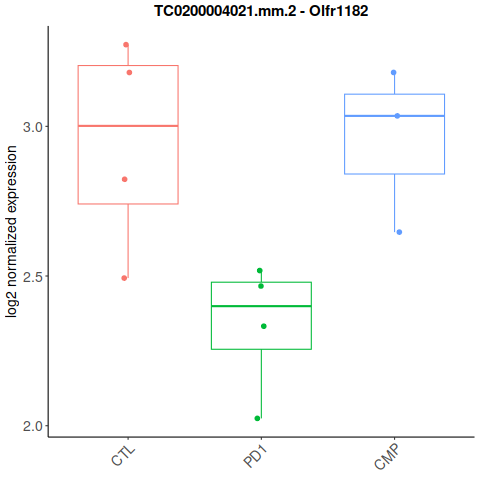 TC0200004021.mm.2 - Olfr1182
log2 normalized expression
3.0
2.5
2.0
CTL
PD1
CMP